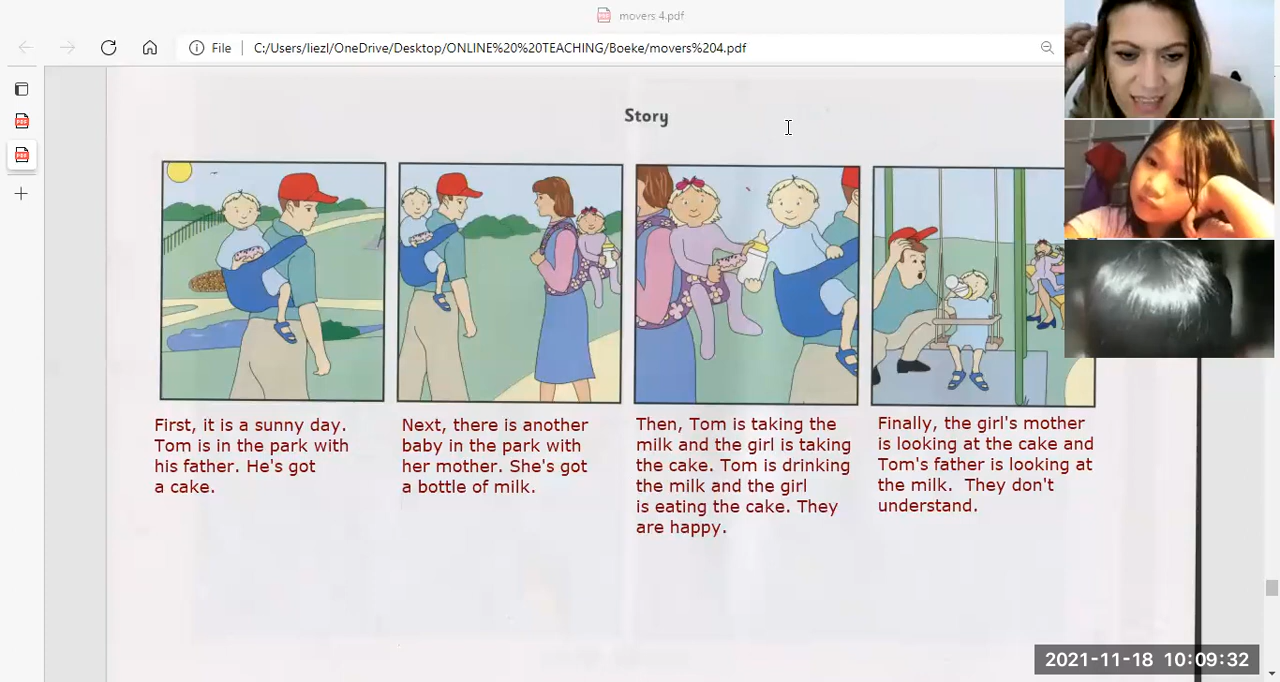 movers 4.pdf
File
C:/Users/liezl/OneDrive/Desktop/ONLINE%20%20TEACHING/Boeke/movers%204.pdf
Story
First, it is a sunny day.
Tom is in the park with
his father. He's got
a cake.
Next, there is another
baby in the park with
her mother. She's got
a bottle of milk.
Then, Tom is taking the
milk and the girl is taking
the cake. Tom is drinking
the milk and the girl
is eating the cake. They
are happy.
Finally, the girl's mother
is looking at the cake and
Tom's father is looking at
the milk.  They don't
understand.
2021-11-18 10:09:32